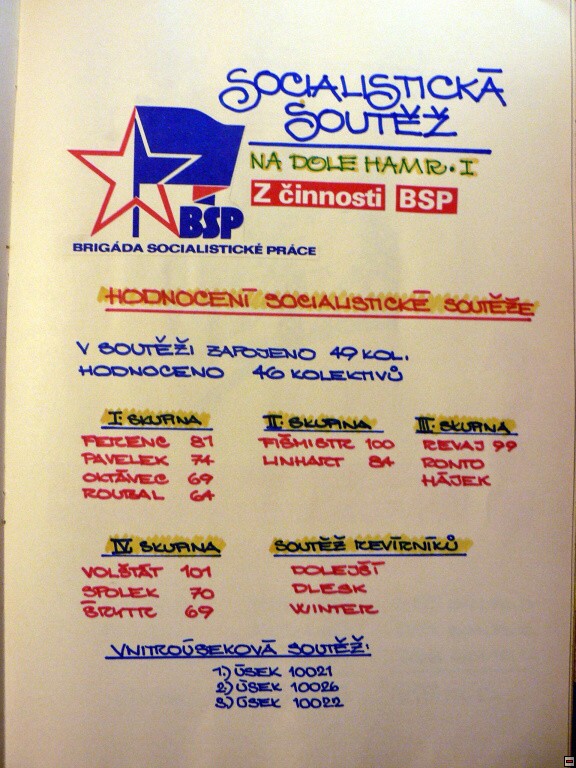 SOCIALISTICKÁ
SOUTĚŽ
NA DOLE HAMR·I
Z činnosti BSP
BSP
BRIGÁDA SOCIALISTICKÉ PRÁCE
HODNOCENÍ SOCIALISTICKÉ SOUTĚŽE
V SOUTĚŽI ZAPOJENO 49 KOL.
HODNOCENO 46 KOLEKTIVŮ
I. SKUPINA
FERENC 81
PAVELEK 74
OKTÁVEC 69
ROUBAL 64
II. SKUPINA
FIŠMISTR 100
LINHART 84
III. SKUPINA
REVAJ 99
RONTO
HÁJEK
IV. SKUPINA
VOLŠTÁT 101
SPOLEK 70
ŠRYTR 69
SOUTĚŽ REVÍRNÍKŮ
DOLEJŠÍ
DLESK
WINTER
VNITROÚSEKOVÁ SOUTĚŽ:
1.) ÚSEK 10021
2.) ÚSEK 10026
3.) ÚSEK 10022